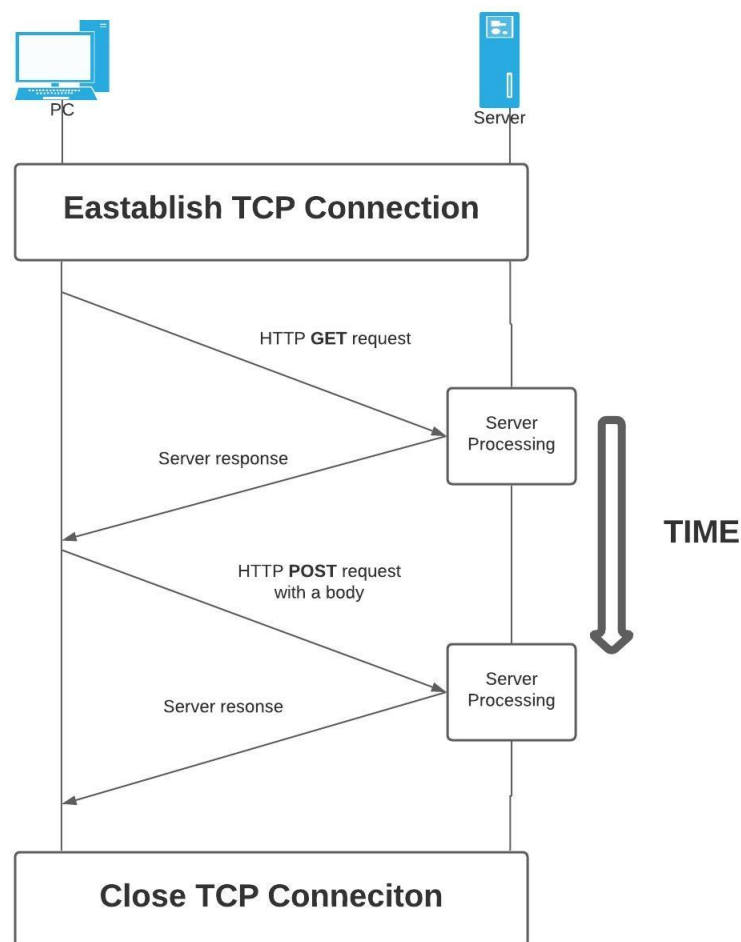 PC
Server
Eastablish TCP Connection
HTTP GET request
Server
Processing
Server response
TIME
HTTP POST request
with a body
Server
Processing
Server resonse
Close TCP Conneciton